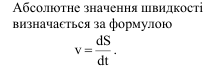 Абсолютне значення швидкості
визначається за формулою
v = dS/dt .